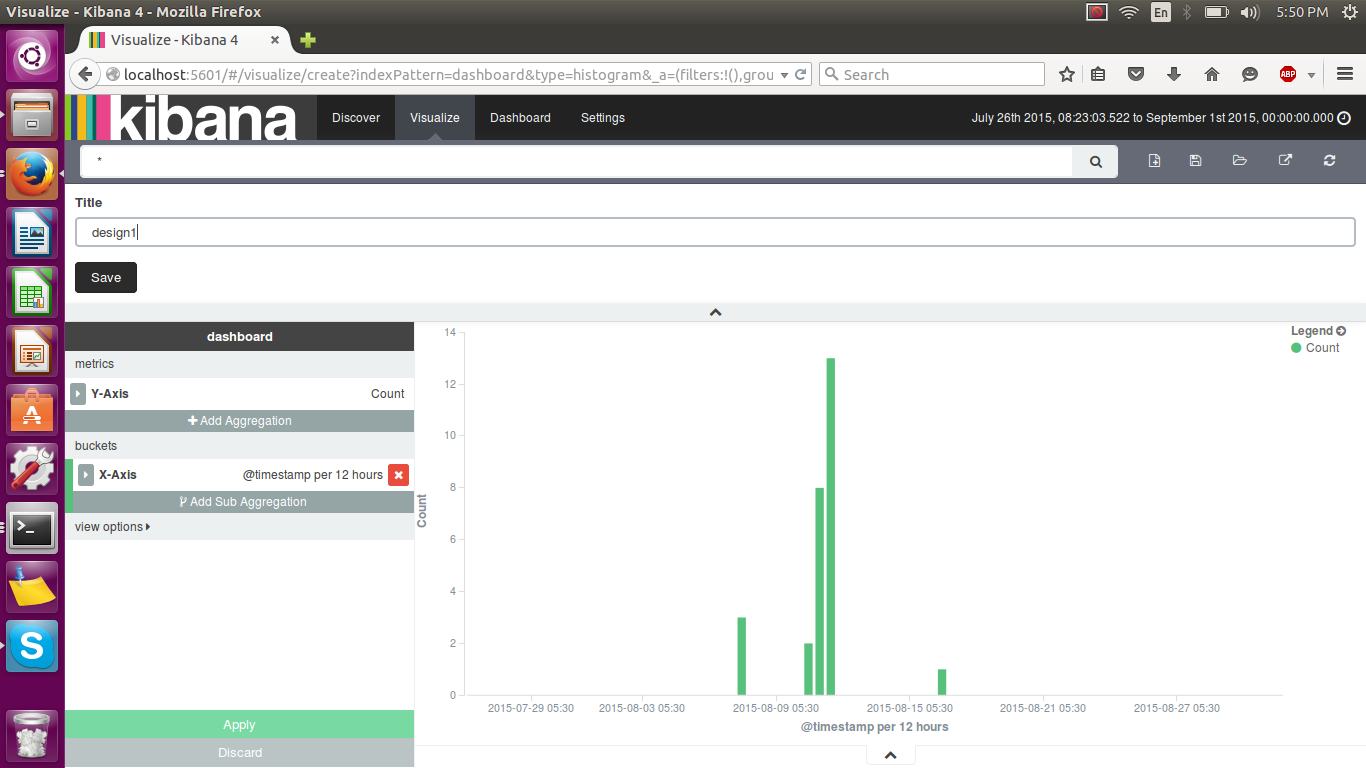 Visualize - Kibana 4 - Mozilla Firefox
En
5:50 PM
Visualize - Kibana 4
localhost:5601/#/visualize/create?indexPattern=dashboard&type=histogram&_a=(filters:!(),grou
Search
ABP
kibana
Discover
Visualize
Dashboard
Settings
July 26th 2015, 08:23:03.522 to September 1st 2015, 00:00:00.000
*
Title
design1
Save
dashboard
metrics
Y-Axis
Count
Add Aggregation
buckets
X-Axis
@timestamp per 12 hours
Add Sub Aggregation
view options
Apply
Discard
Legend
Count
14
12
10
8
6
4
2
0
Count
2015-07-29 05:30
2015-08-03 05:30
2015-08-09 05:30
2015-08-15 05:30
2015-08-21 05:30
2015-08-27 05:30
@timestamp per 12 hours